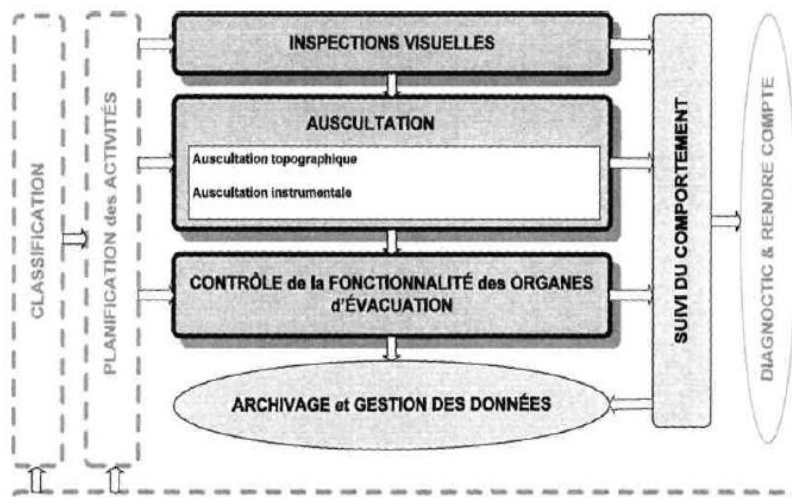 CLASSIFICATION
PLANIFICATION des ACTIVITÉS
INSPECTIONS VISUELLES
AUSCULTATION
Auscultation topographique
Auscultation instrumentale
CONTRÔLE de la FONCTIONNALITÉ des ORGANES
d'ÉVACUATION
ARCHIVAGE et GESTION DES DONNÉES
SUIVI DU COMPORTEMENT
DIAGNOCTIC & RENDRE COMPTE